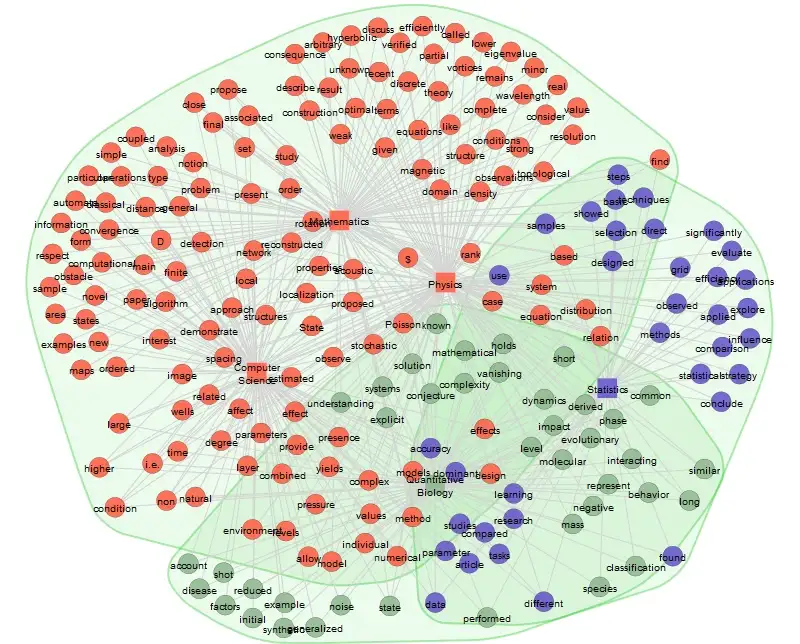 discuss
efficiently
hyperbolic
called
arbitrary
verified
lower
consequence
partial
eigenvalue
unknown
recent
vortices
minor
remains
describe
result
discrete
real
propose
theory
wavelength
close
associated
construction
optimal
terms
complete
value
final
consider
weak
equations
like
resolution
coupled
conditions
analysis
set
given
strong
simple
study
structure
find
notion
magnetic
topological
particular
operations
type
observations
steps
problem
order
domain
density
present
automate
classical
basic
techniques
distance
general
showed
information
rotation
Mathematics
samples
convergence
selection
direct
significantly
form
D
detection
reconstructed
network
respect
$
rank
based
evaluate
computational
main
finite
properties
acoustic
designed
grid
obstacle
local
use
efficiency
applications
sample
Physics
system
novel
paper
algorithm
localization
proposed
case
observed
explore
area
states
approach
structures
equation
distribution
applied
State
Poisson
known
demonstrate
examples
new
interest
stochastic
holds
relation
methods
influence
comparison
spacing
observe
mathematical
short
maps
ordered
image
Computer
Science
estimated
solution
vanishing
statistical
strategy
related
systems
complexity
Statistics
conjecture
common
wells
affect
understanding
dynamics
derived
conclude
large
effect
explicit
phase
degree
parameters
presence
effects
impact
evolutionary
time
provide
accuracy
level
higher
i.e.
layer
combined
yields
molecular
interacting
similar
models
dominant
design
complex
Quantitative
Biology
represent
behavior
long
condition
non
natural
pressure
learning
negative
values
method
research
mass
environment
levels
studies
compared
individual
parameter
tasks
found
allow
model
numerical
article
account
classification
shot
disease
reduced
species
factors
example
noise
state
data
different
initial
performed
synthetic
generalized